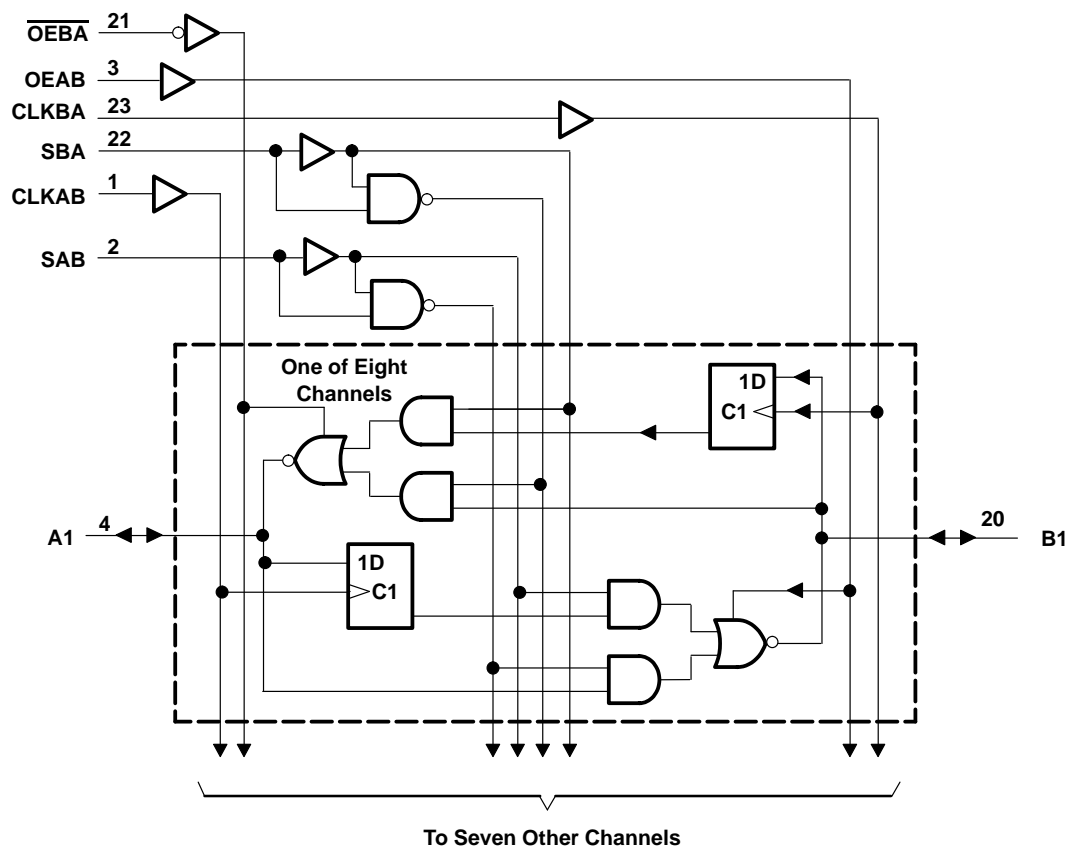 O̅E̅B̅A̅ 21
OEAB 3
CLKBA 23
SBA 22
CLKAB 1
SAB 2
One of Eight
Channels
1D
C1
A1 4
20 B1
1D
C1
To Seven Other Channels